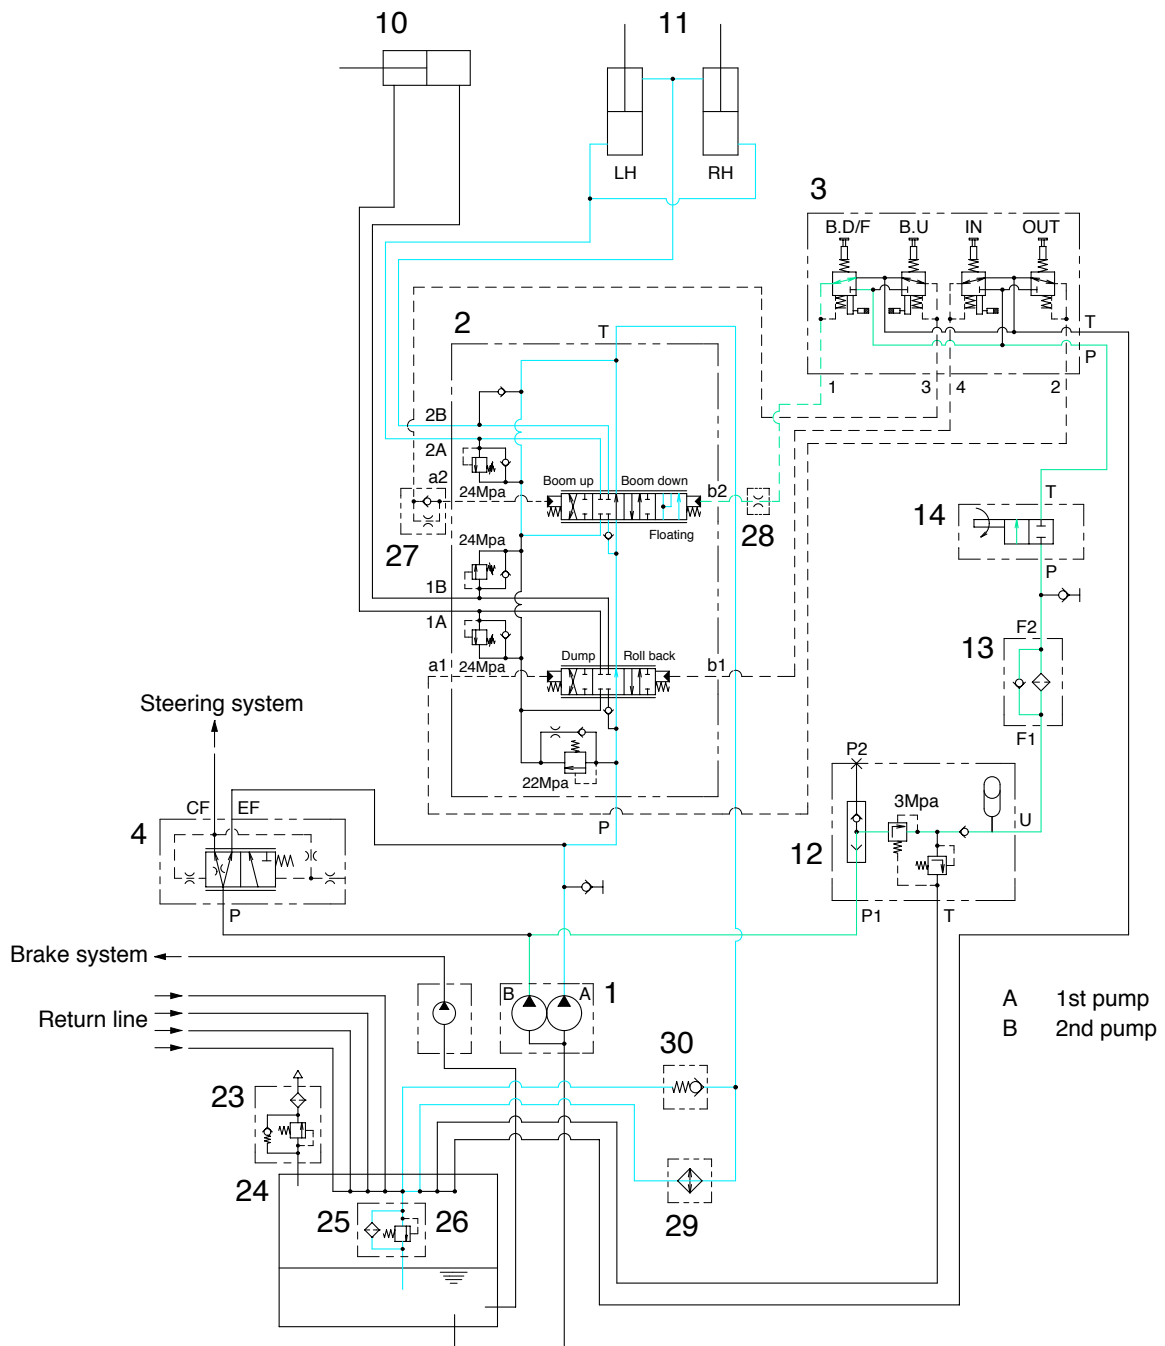 10
11
LH
RH
3
B.D/F
B.U
IN
OUT
T
P
1
3
4
2
2
T
2B
2A
a2
24Mpa
Boom up
Boom down
b2
Floating
27
28
24Mpa
1B
1A
a1
24Mpa
Dump
Roll back
b1
22Mpa
P
14
T
P
F2
13
F1
P2
3Mpa
U
12
P1
T
Steering system
CF
EF
4
P
Brake system
Return line
B
A
1
A 1st pump
B 2nd pump
30
23
24
25
26
29